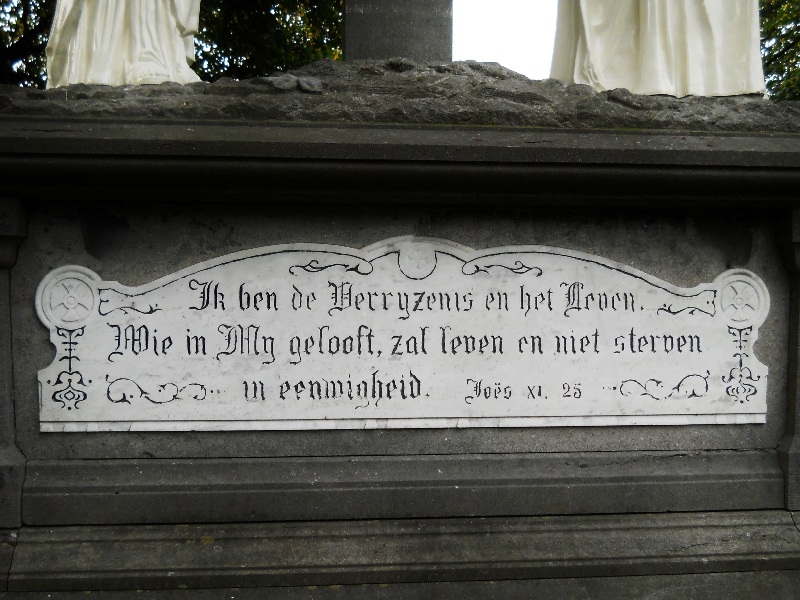 Ik ben de Verryzenis en het Leven.
Wie in My gelooft, zal leven en niet sterven
in eenwigheid. Joës XI. 25